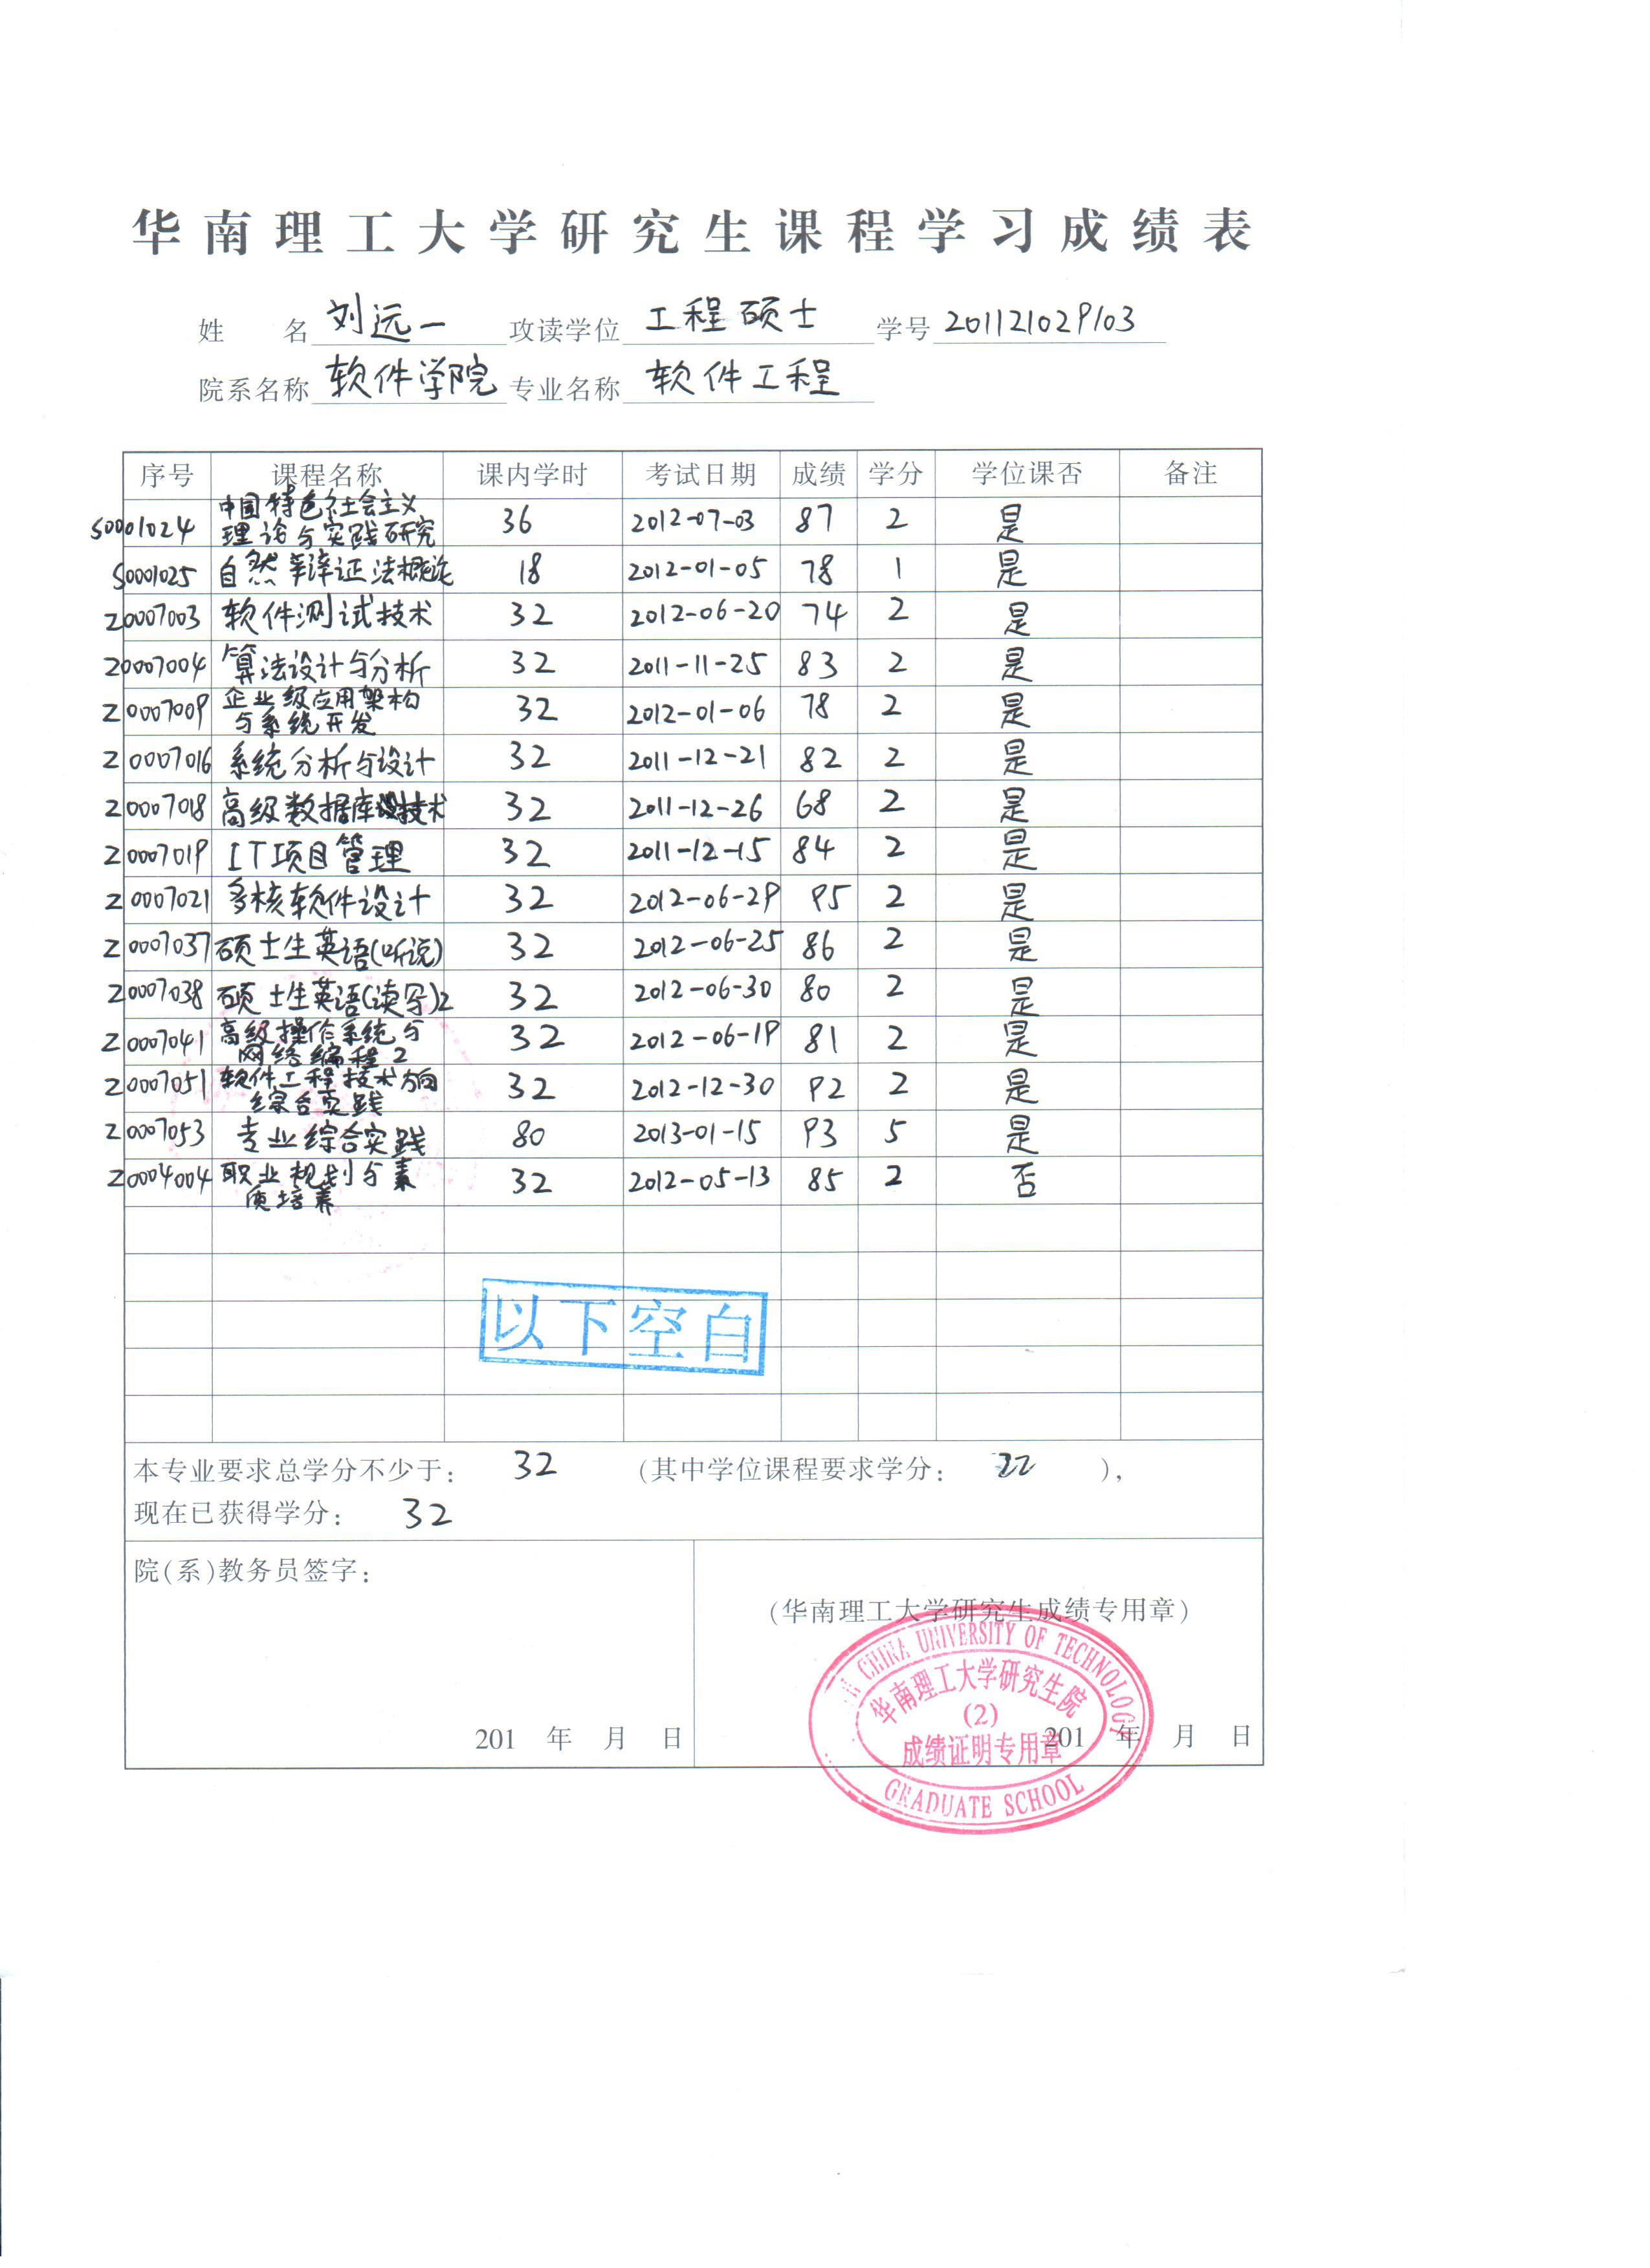 华南理工大学研究生课程学习成绩表
姓 名 刘远一 攻读学位 工程硕士 学号 201121029103
院系名称 软件学院 专业名称 软件工程
序号 课程名称 课内学时 考试日期 成绩 学分 学位课否 备注
S0001024 中国特色社会主义理论与实践研究 36 2012-07-03 87 2 是
S0001025 自然辩证法概论 18 2012-01-05 78 1 是
Z0007003 软件测试技术 32 2012-06-20 74 2 是
Z0007004 算法设计与分析 32 2011-11-25 83 2 是
Z0007009 企业级应用架构与系统开发 32 2012-01-06 78 2 是
Z0007016 系统分析与设计 32 2011-12-21 82 2 是
Z0007018 高级数据库技术 32 2011-12-26 68 2 是
Z0007019 IT项目管理 32 2011-12-15 84 2 是
Z0007021 多核软件设计 32 2012-06-29 95 2 是
Z0007037 硕士生英语(听说) 32 2012-06-25 86 2 是
Z0007038 硕士生英语(读写)2 32 2012-06-30 80 2 是
Z0007041 高级操作系统与网络编程2 32 2012-06-19 81 2 是
Z0007051 软件工程技术方向综合实践 32 2012-12-30 92 2 是
Z0007053 专业综合实践 80 2013-01-15 93 5 是
Z0004004 职业规划与素质培养 32 2012-05-13 85 2 否
以下空白
本专业要求总学分不少于: 32 (其中学位课程要求学分: 22 ),
现在已获得学分: 32
院(系)教务员签字:
(华南理工大学研究生成绩专用章)
CHINA UNIVERSITY OF TECHNOLOGY
华南理工大学研究生院
(2)
成绩证明专用章
GRADUATE SCHOOL
201 年 月 日 201 年 月 日